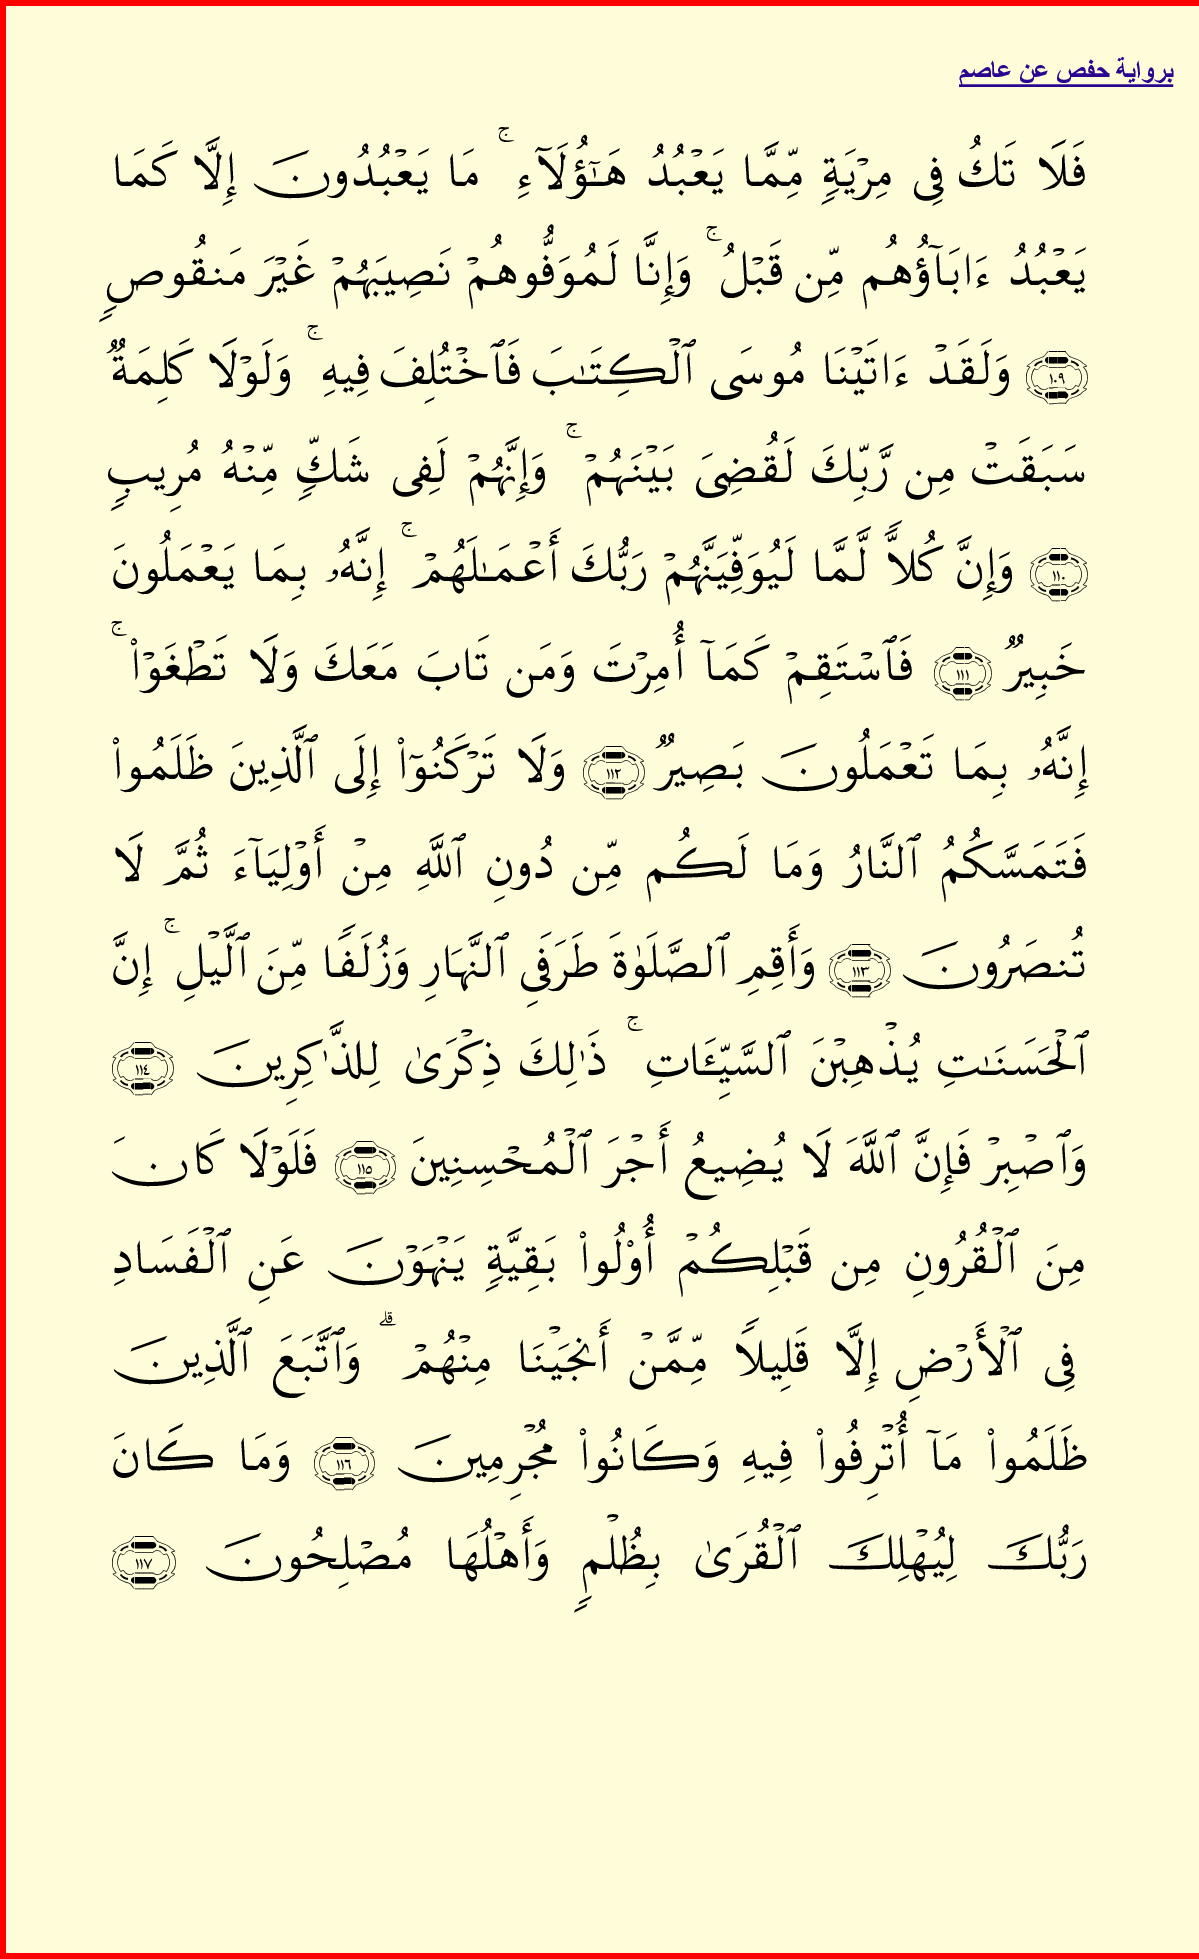 برواية حفص عن عاصم
فَلَا تَكُ فِى مِرْيَةٍ مِّمَّا يَعْبُدُ هَـٰٓؤُلَآءِ ۚ مَا يَعْبُدُونَ إِلَّا كَمَا
يَعْبُدُ ءَابَآؤُهُم مِّن قَبْلُ ۚ وَإِنَّا لَمُوَفُّوهُمْ نَصِيبَهُمْ غَيْرَ مَنقُوصٍ
﴿١٠٩﴾ وَلَقَدْ ءَاتَيْنَا مُوسَى ٱلْكِتَـٰبَ فَٱخْتُلِفَ فِيهِ ۚ وَلَوْلَا كَلِمَةٌ
سَبَقَتْ مِن رَّبِّكَ لَقُضِىَ بَيْنَهُمْ ۚ وَإِنَّهُمْ لَفِى شَكٍّ مِّنْهُ مُرِيبٍ
﴿١١٠﴾ وَإِنَّ كُلاًّ لَّمَّا لَيُوَفِّيَنَّهُمْ رَبُّكَ أَعْمَـٰلَهُمْ ۚ إِنَّهُۥ بِمَا يَعْمَلُونَ
خَبِيرٌ ﴿١١١﴾ فَٱسْتَقِمْ كَمَآ أُمِرْتَ وَمَن تَابَ مَعَكَ وَلَا تَطْغَوْا۟ ۚ
إِنَّهُۥ بِمَا تَعْمَلُونَ بَصِيرٌ ﴿١١٢﴾ وَلَا تَرْكَنُوٓا۟ إِلَى ٱلَّذِينَ ظَلَمُوا۟
فَتَمَسَّكُمُ ٱلنَّارُ وَمَا لَكُم مِّن دُونِ ٱللَّهِ مِنْ أَوْلِيَآءَ ثُمَّ لَا
تُنصَرُونَ ﴿١١٣﴾ وَأَقِمِ ٱلصَّلَوٰةَ طَرَفَىِ ٱلنَّهَارِ وَزُلَفًا مِّنَ ٱلَّيْلِ ۚ إِنَّ
ٱلْحَسَنَـٰتِ يُذْهِبْنَ ٱلسَّيِّـَٔاتِ ۚ ذَٰلِكَ ذِكْرَىٰ لِلذَّٰكِرِينَ ﴿١١٤﴾
وَٱصْبِرْ فَإِنَّ ٱللَّهَ لَا يُضِيعُ أَجْرَ ٱلْمُحْسِنِينَ ﴿١١٥﴾ فَلَوْلَا كَانَ
مِنَ ٱلْقُرُونِ مِن قَبْلِكُمْ أُو۟لُوا۟ بَقِيَّةٍ يَنْهَوْنَ عَنِ ٱلْفَسَادِ
فِى ٱلْأَرْضِ إِلَّا قَلِيلاً مِّمَّنْ أَنجَيْنَا مِنْهُمْ ۗ وَٱتَّبَعَ ٱلَّذِينَ
ظَلَمُوا۟ مَآ أُتْرِفُوا۟ فِيهِ وَكَانُوا۟ مُجْرِمِينَ ﴿١١٦﴾ وَمَا كَانَ
رَبُّكَ لِيُهْلِكَ ٱلْقُرَىٰ بِظُلْمٍ وَأَهْلُهَا مُصْلِحُونَ ﴿١١٧﴾